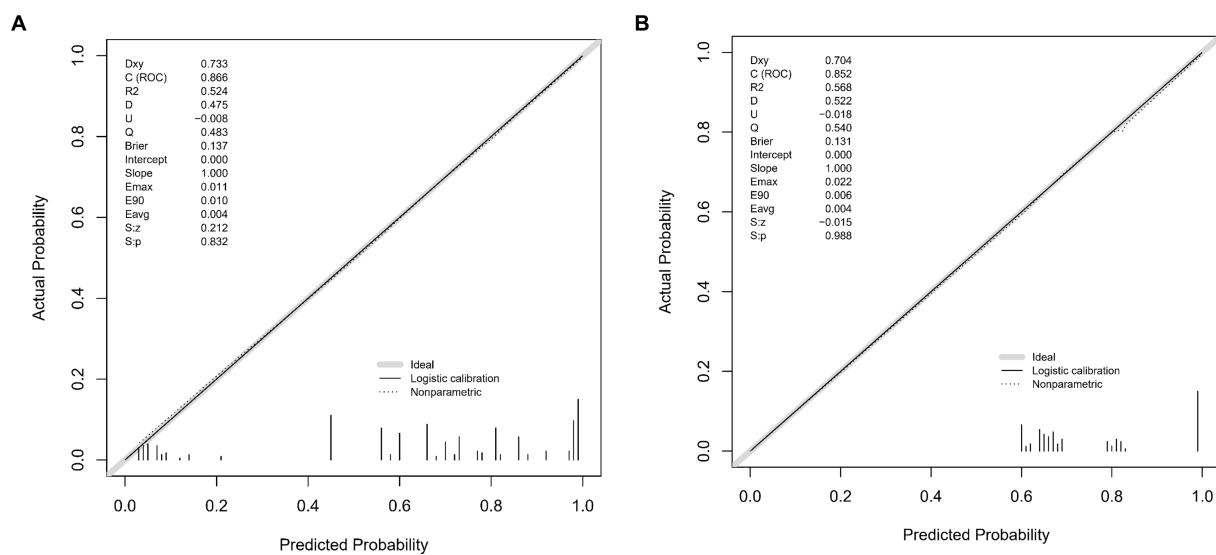 A
Dxy 0.733
C (ROC) 0.866
R2 0.524
D 0.475
U −0.008
Q 0.483
Brier 0.137
Intercept 0.000
Slope 1.000
Emax 0.011
E90 0.010
Eavg 0.004
S:z 0.212
S:p 0.832
Actual Probability
1.0
0.8
0.6
0.4
0.2
0.0
Ideal
Logistic calibration
Nonparametric
0.0 0.2 0.4 0.6 0.8 1.0
Predicted Probability
B
Dxy 0.704
C (ROC) 0.852
R2 0.568
D 0.522
U −0.018
Q 0.540
Brier 0.131
Intercept 0.000
Slope 1.000
Emax 0.022
E90 0.006
Eavg 0.004
S:z −0.015
S:p 0.988
Actual Probability
1.0
0.8
0.6
0.4
0.2
0.0
Ideal
Logistic calibration
Nonparametric
0.0 0.2 0.4 0.6 0.8 1.0
Predicted Probability